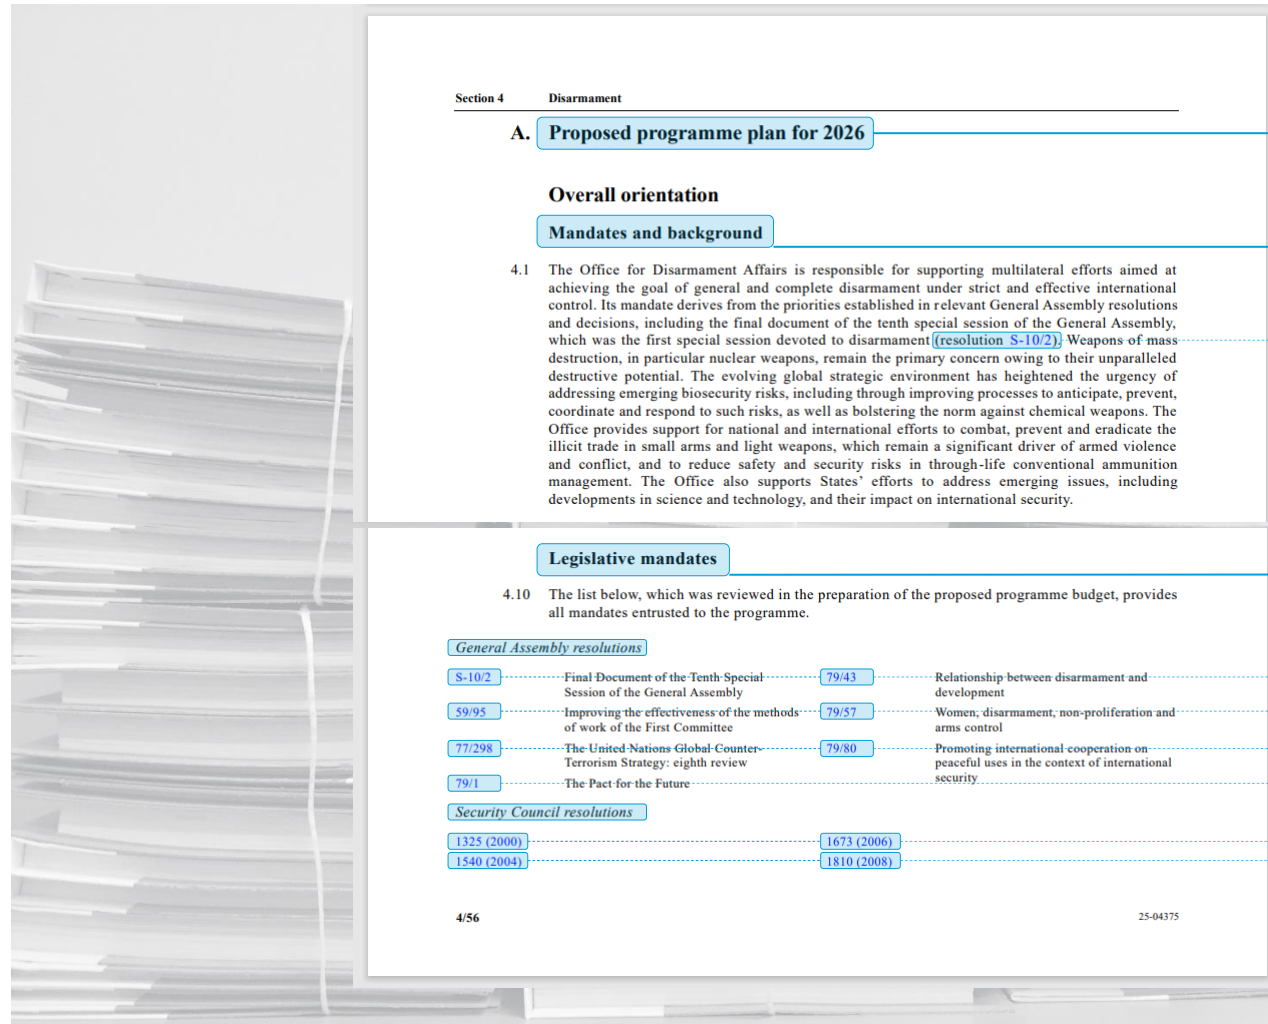 Section 4 Disarmament
A. Proposed programme plan for 2026
Overall orientation
Mandates and background
4.1 The Office for Disarmament Affairs is responsible for supporting multilateral efforts aimed at
achieving the goal of general and complete disarmament under strict and effective international
control. Its mandate derives from the priorities established in relevant General Assembly resolutions
and decisions, including the final document of the tenth special session of the General Assembly,
which was the first special session devoted to disarmament (resolution S-10/2). Weapons of mass
destruction, in particular nuclear weapons, remain the primary concern owing to their unparalleled
destructive potential. The evolving global strategic environment has heightened the urgency of
addressing emerging biosecurity risks, including through improving processes to anticipate, prevent,
coordinate and respond to such risks, as well as bolstering the norm against chemical weapons. The
Office provides support for national and international efforts to combat, prevent and eradicate the
illicit trade in small arms and light weapons, which remain a significant driver of armed violence
and conflict, and to reduce safety and security risks in through-life conventional ammunition
management. The Office also supports States’ efforts to address emerging issues, including
developments in science and technology, and their impact on international security.
Legislative mandates
4.10 The list below, which was reviewed in the preparation of the proposed programme budget, provides
all mandates entrusted to the programme.
General Assembly resolutions
S-10/2 Final Document of the Tenth Special
Session of the General Assembly
59/95 Improving the effectiveness of the methods
of work of the First Committee
77/298 The United Nations Global Counter-
Terrorism Strategy: eighth review
79/1 The Pact for the Future
79/43 Relationship between disarmament and
development
79/57 Women, disarmament, non-proliferation and
arms control
79/80 Promoting international cooperation on
peaceful uses in the context of international
security
Security Council resolutions
1325 (2000)
1540 (2004)
1673 (2006)
1810 (2008)
4/56
25-04375